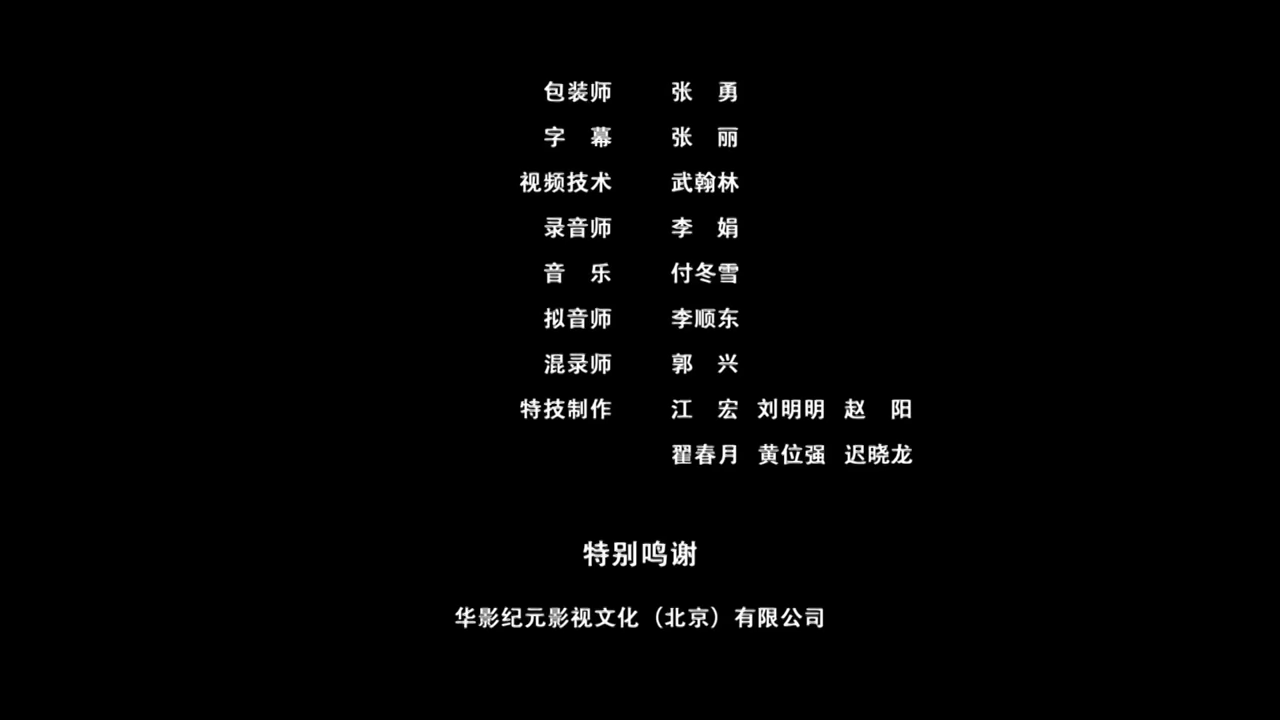 包装师 张 勇
字 幕 张 丽
视频技术 武翰林
录音师 李 娟
音 乐 付冬雪
拟音师 李顺东
混录师 郭 兴
特技制作 江 宏 刘明明 赵 阳
翟春月 黄位强 迟晓龙
特别鸣谢
华影纪元影视文化（北京）有限公司